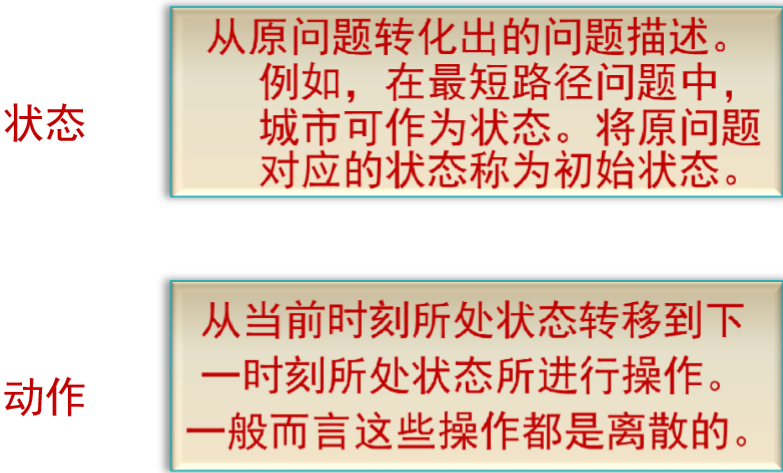 状态
从原问题转化出的问题描述。
例如，在最短路径问题中，
城市可作为状态。将原问题
对应的状态称为初始状态。
动作
从当前时刻所处状态转移到下
一时刻所处状态所进行操作。
一般而言这些操作都是离散的。